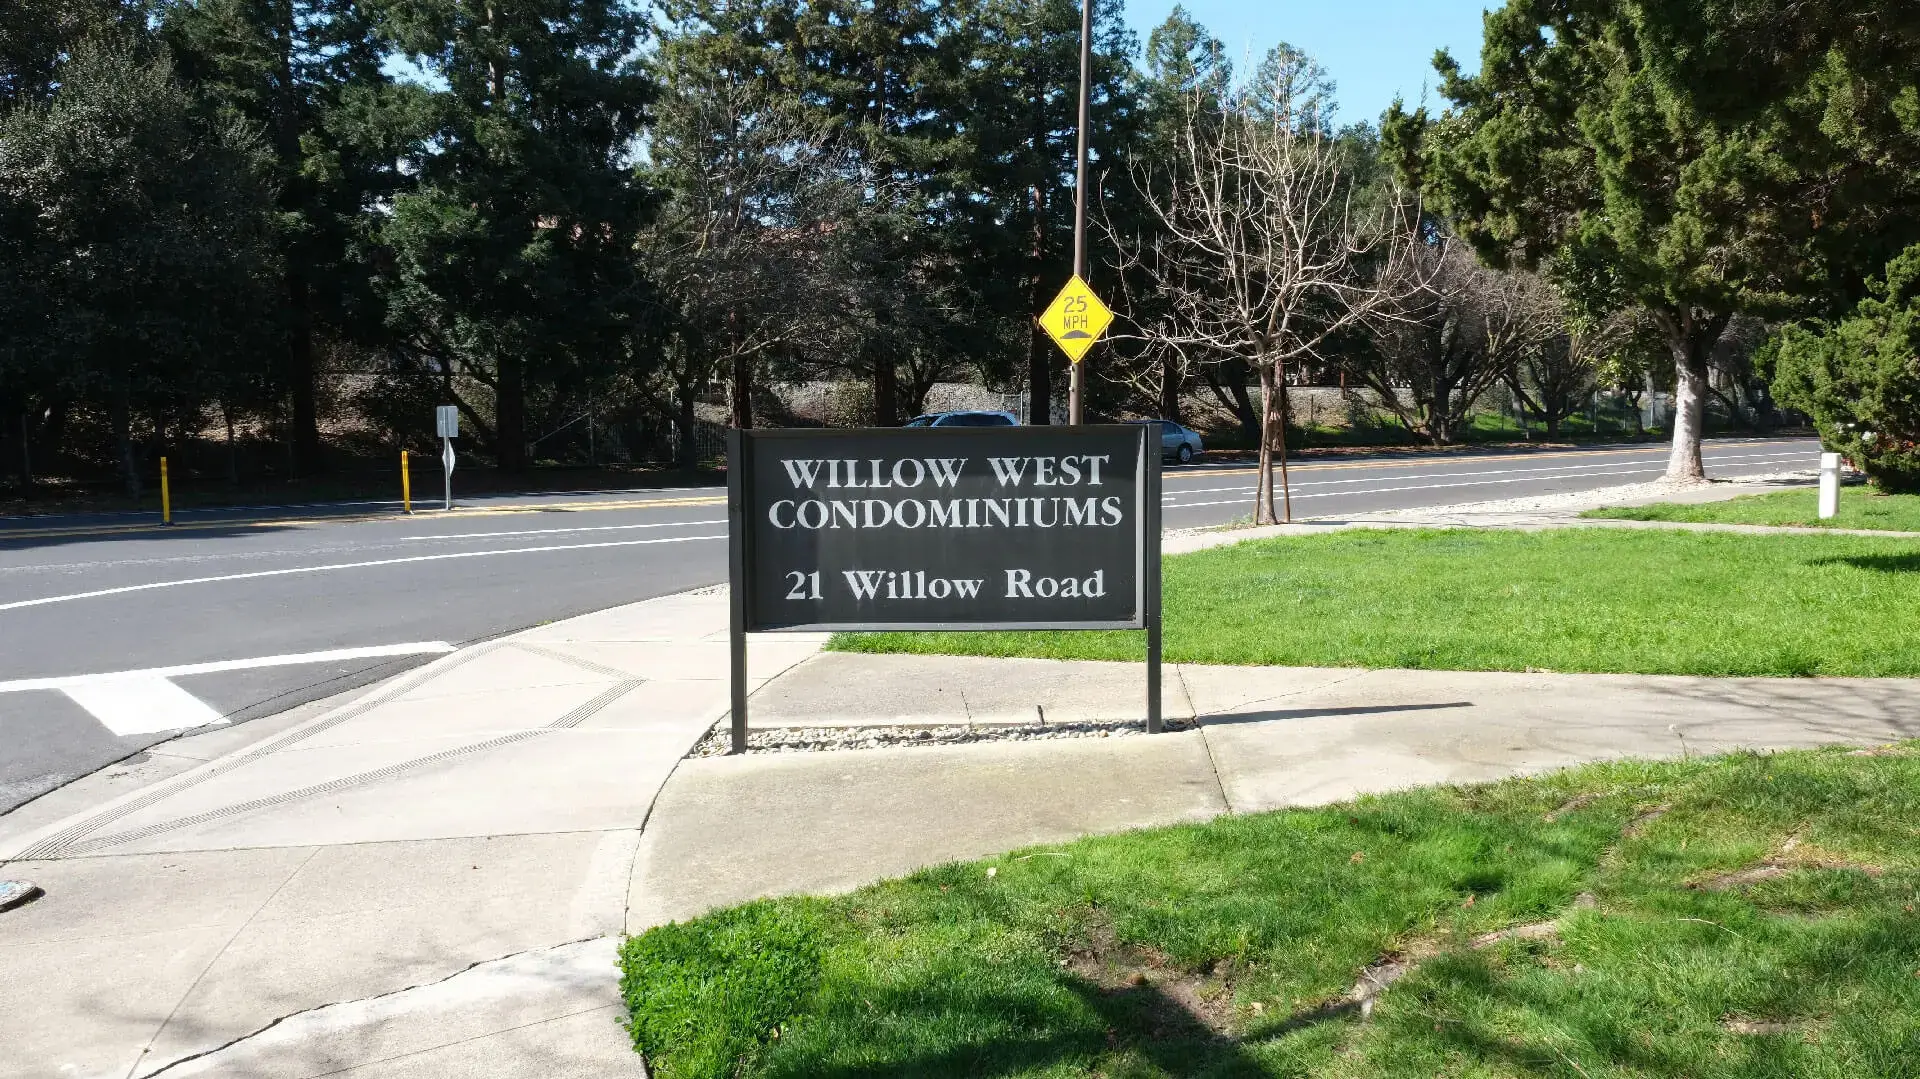 25
MPH
WILLOW WEST
CONDOMINIUMS
21 Willow Road